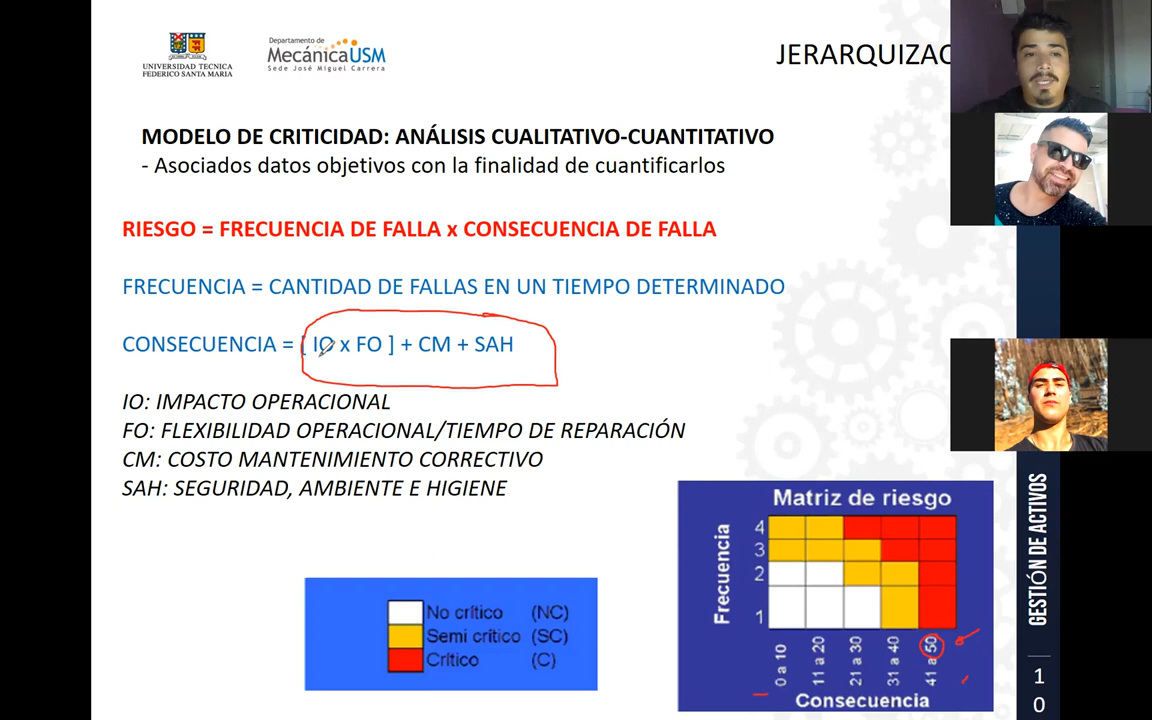 UNIVERSIDAD TECNICA
FEDERICO SANTA MARIA
Departamento de
MecánicaUSM
Sede José Miguel Carrera
JERARQUIZAC
MODELO DE CRITICIDAD: ANÁLISIS CUALITATIVO-CUANTITATIVO
- Asociados datos objetivos con la finalidad de cuantificarlos
RIESGO = FRECUENCIA DE FALLA x CONSECUENCIA DE FALLA
FRECUENCIA = CANTIDAD DE FALLAS EN UN TIEMPO DETERMINADO
CONSECUENCIA = [ IO x FO ] + CM + SAH
IO: IMPACTO OPERACIONAL
FO: FLEXIBILIDAD OPERACIONAL/TIEMPO DE REPARACIÓN
CM: COSTO MANTENIMIENTO CORRECTIVO
SAH: SEGURIDAD, AMBIENTE E HIGIENE
No crítico (NC)
Semi crítico (SC)
Crítico (C)
Matriz de riesgo
Frecuencia
4
3
2
1
0 a 10
11 a 20
21 a 30
31 a 40
41 a 50
Consecuencia
GESTIÓN DE ACTIVOS
1
0